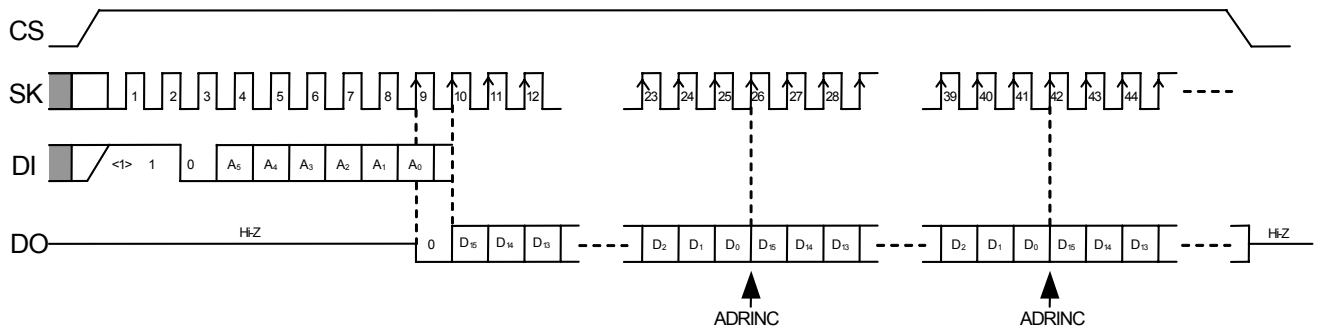 CS
SK 1 2 3 4 5 6 7 8 9 10 11 12 23 24 25 26 27 28 39 40 41 42 43 44
DI <1> 1 0 A₅ A₄ A₃ A₂ A₁ A₀
DO Hi-Z 0 D₁₅ D₁₄ D₁₃ D₂ D₁ D₀ D₁₅ D₁₄ D₁₃ D₂ D₁ D₀ D₁₅ D₁₄ D₁₃ Hi-Z
ADRINC ADRINC